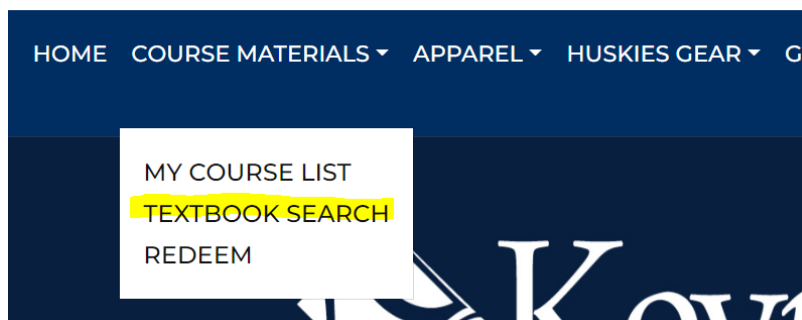 HOME COURSE MATERIALS APPAREL HUSKIES GEAR G
MY COURSE LIST
TEXTBOOK SEARCH
REDEEM